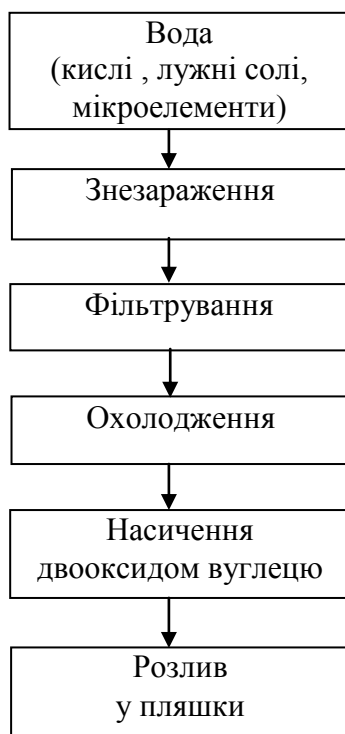 Вода
(кислі , лужні солі,
мікроелементи)
Знезараження
Фільтрування
Охолодження
Насичення
двооксидом вуглецю
Розлив
у пляшки